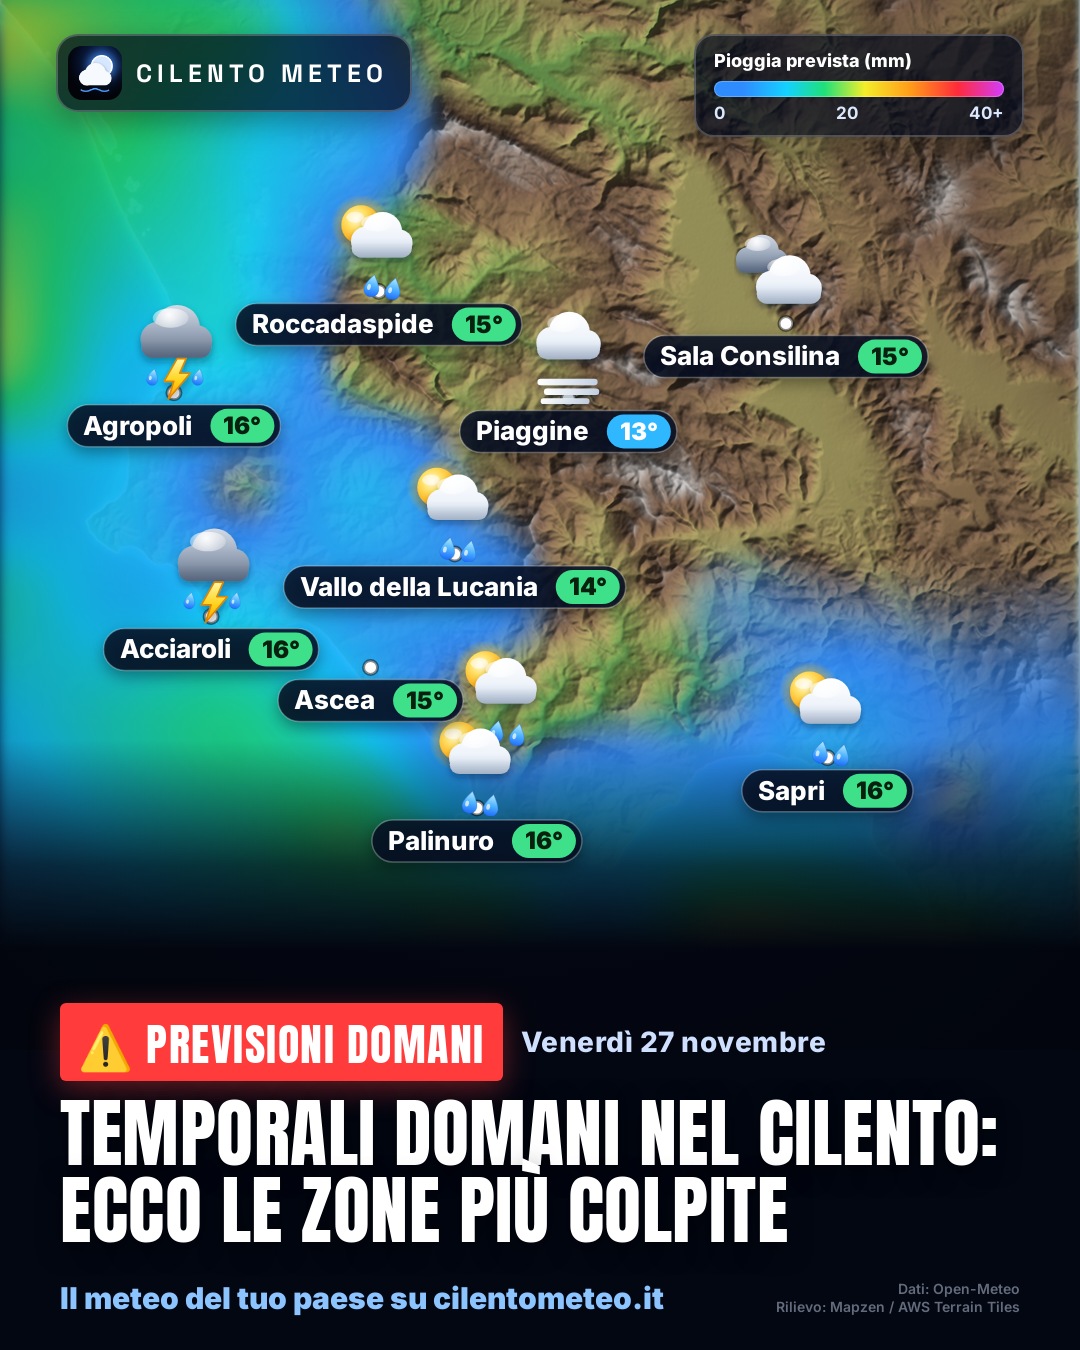 CILENTO METEO
Pioggia prevista (mm)
0 20 40+
Roccadaspide 15°
Sala Consilina 15°
Agropoli 16°
Piaggine 13°
Vallo della Lucania 14°
Acciaroli 16°
Ascea 15°
Sapri 16°
Palinuro 16°
PREVISIONI DOMANI
Venerdì 27 novembre
TEMPORALI DOMANI NEL CILENTO:
ECCO LE ZONE PIÙ COLPITE
Il meteo del tuo paese su cilentometeo.it
Dati: Open-Meteo
Rilievo: Mapzen / AWS Terrain Tiles